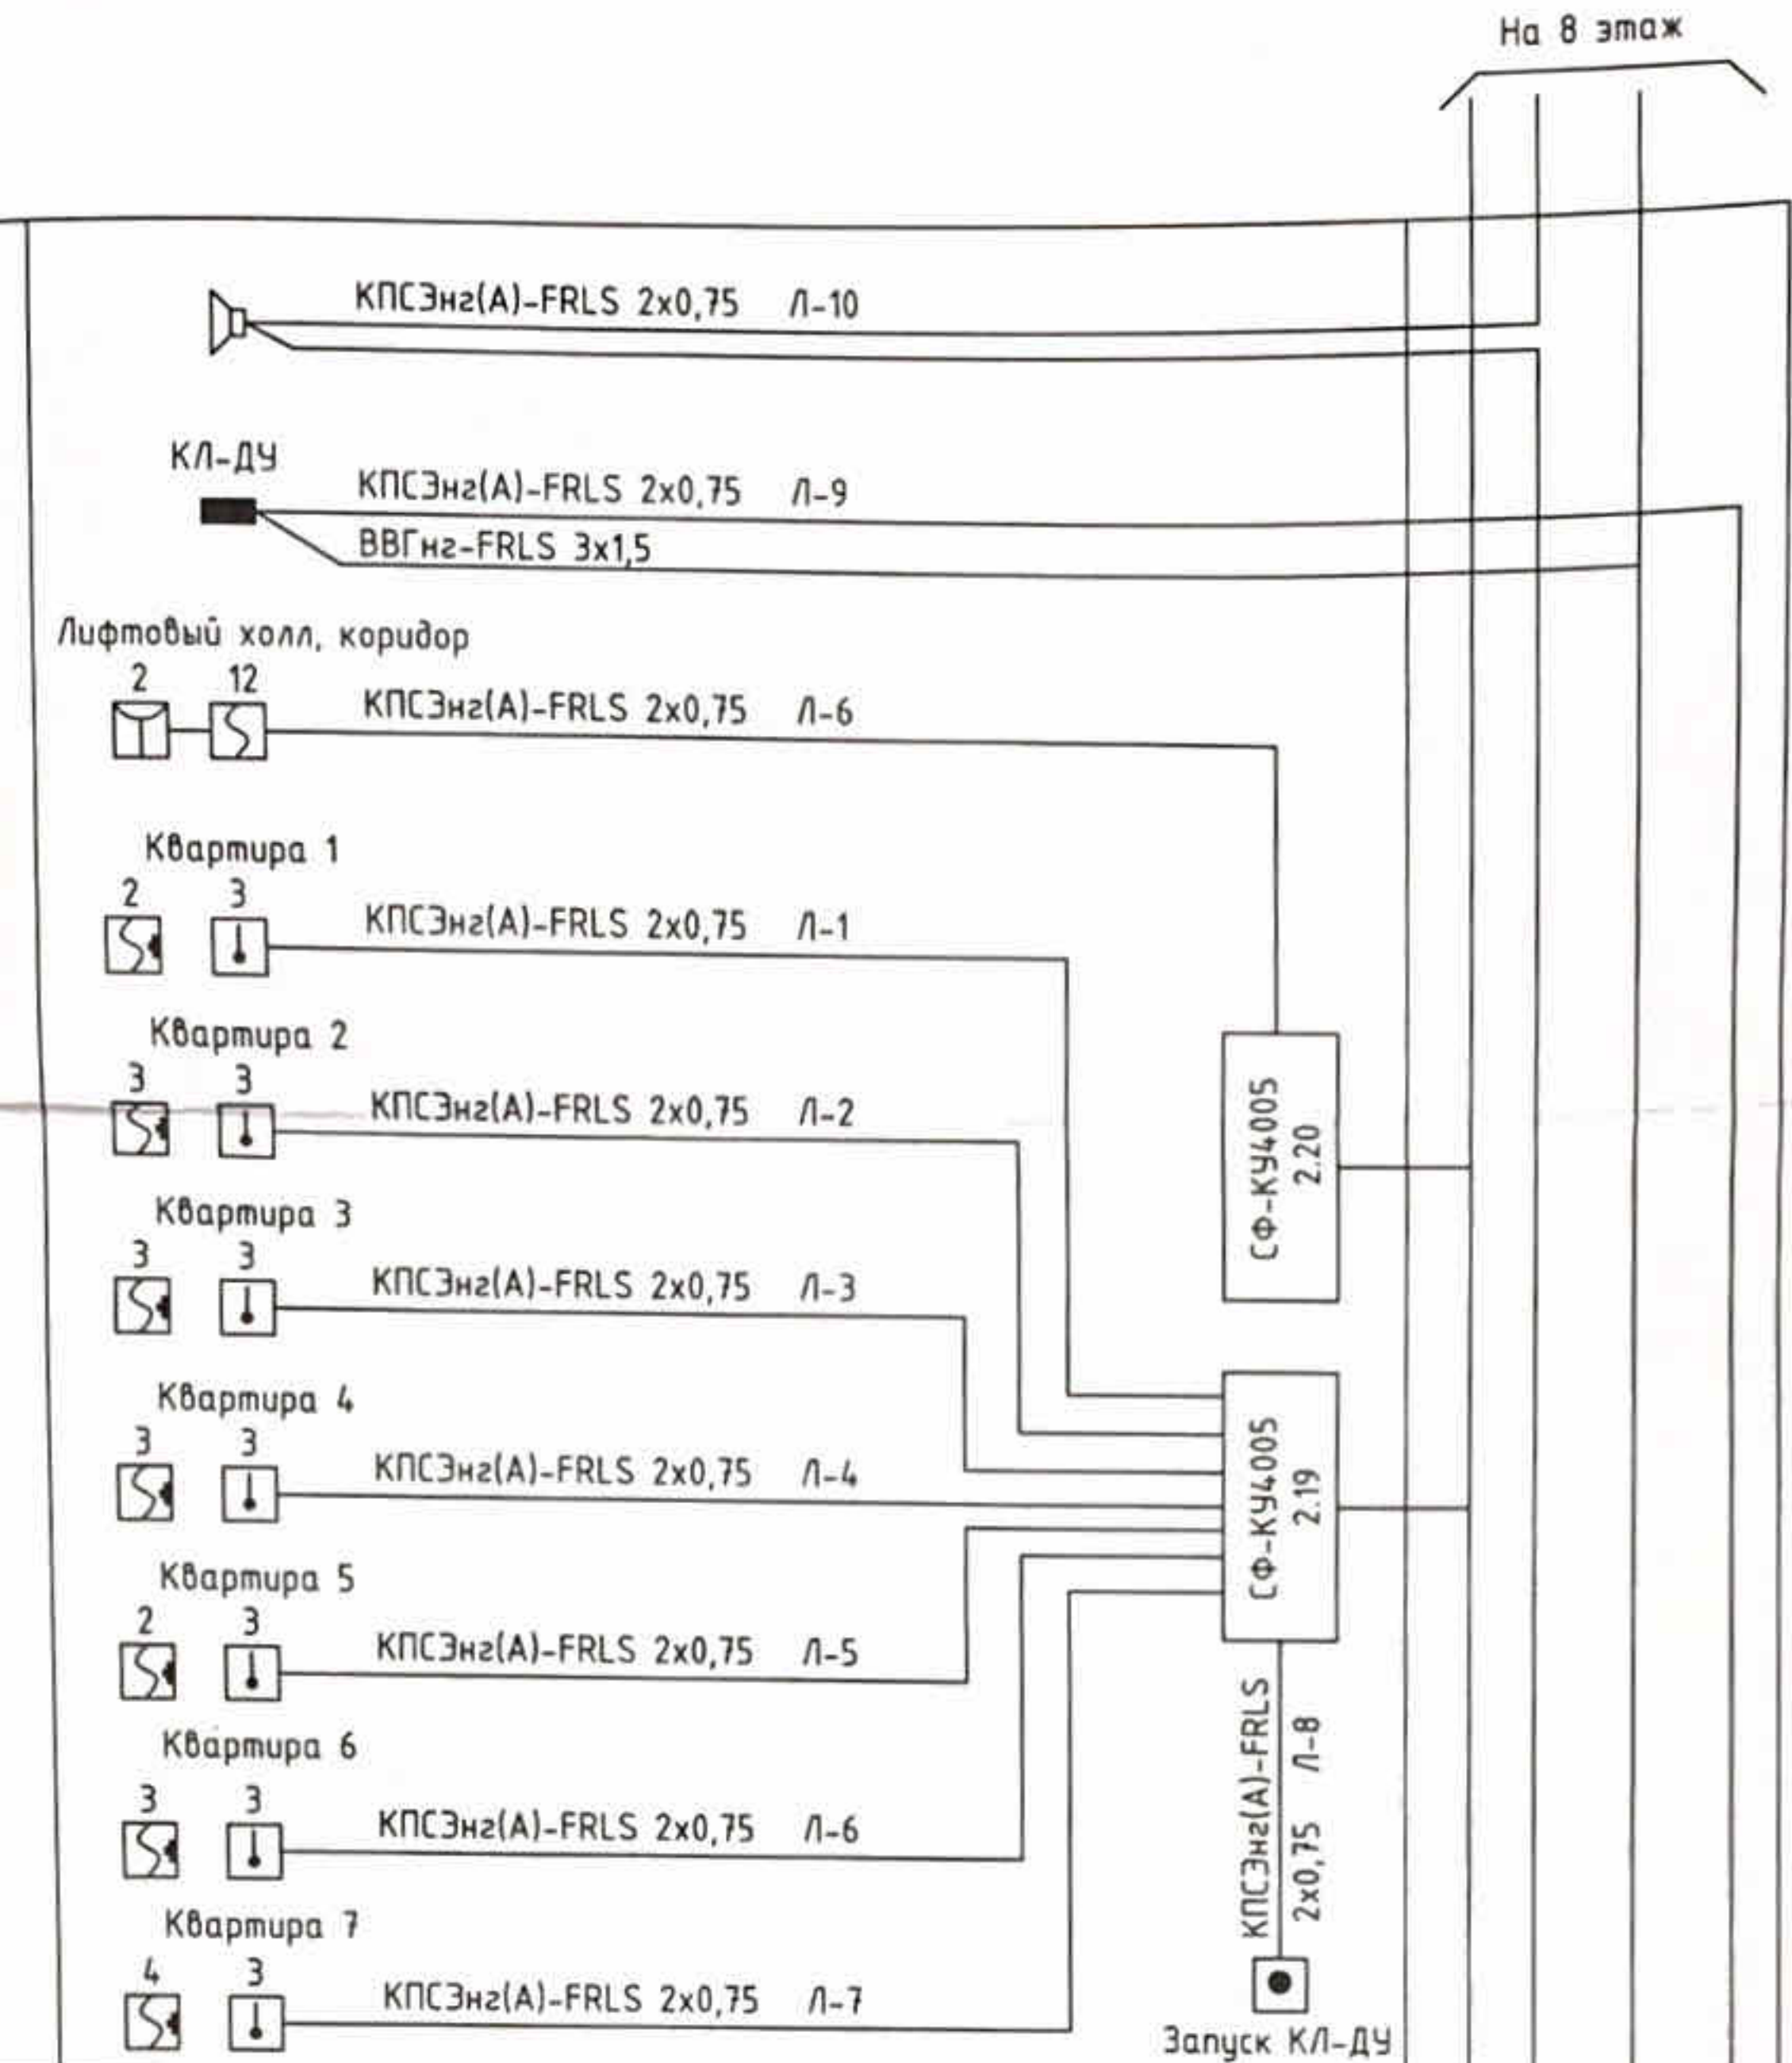 На 8 этаж
КПСЭнг(А)-FRLS 2х0,75 Л-10
КЛ-ДУ
КПСЭнг(А)-FRLS 2х0,75 Л-9
ВВГнг-FRLS 3х1,5
Лифтовый холл, коридор
2 12
КПСЭнг(А)-FRLS 2х0,75 Л-6
Квартира 1
2 3
КПСЭнг(А)-FRLS 2х0,75 Л-1
Квартира 2
3 3
КПСЭнг(А)-FRLS 2х0,75 Л-2
Квартира 3
3 3
КПСЭнг(А)-FRLS 2х0,75 Л-3
Квартира 4
3 3
КПСЭнг(А)-FRLS 2х0,75 Л-4
Квартира 5
2 3
КПСЭнг(А)-FRLS 2х0,75 Л-5
Квартира 6
3 3
КПСЭнг(А)-FRLS 2х0,75 Л-6
Квартира 7
4 3
КПСЭнг(А)-FRLS 2х0,75 Л-7
СФ-КУ4005
2.20
СФ-КУ4005
2.19
КПСЭнг(А)-FRLS
2х0,75 Л-8
Запуск КЛ-ДУ